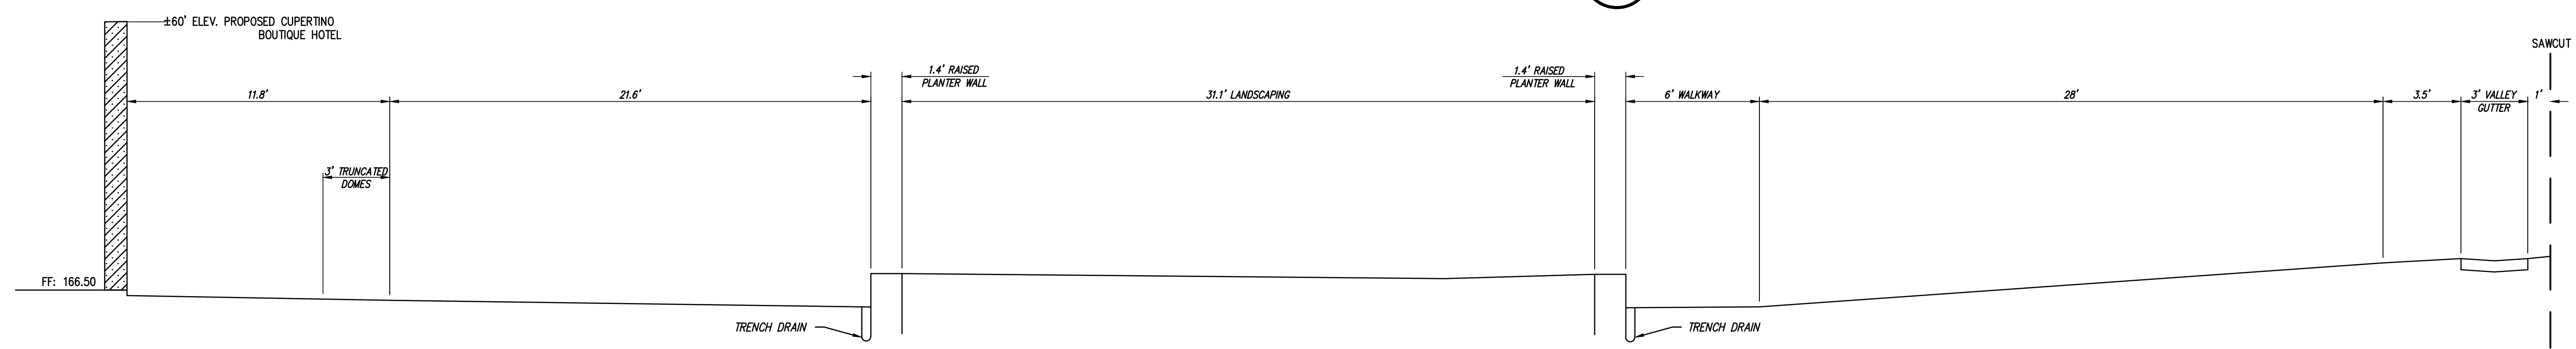 ±60' ELEV. PROPOSED CUPERTINO
BOUTIQUE HOTEL
SAWCUT
1.4' RAISED
PLANTER WALL
1.4' RAISED
PLANTER WALL
11.8'
21.6'
31.1' LANDSCAPING
6' WALKWAY
28'
3.5'
3' VALLEY
GUTTER
1'
3' TRUNCATED
DOMES
FF: 166.50
TRENCH DRAIN
TRENCH DRAIN